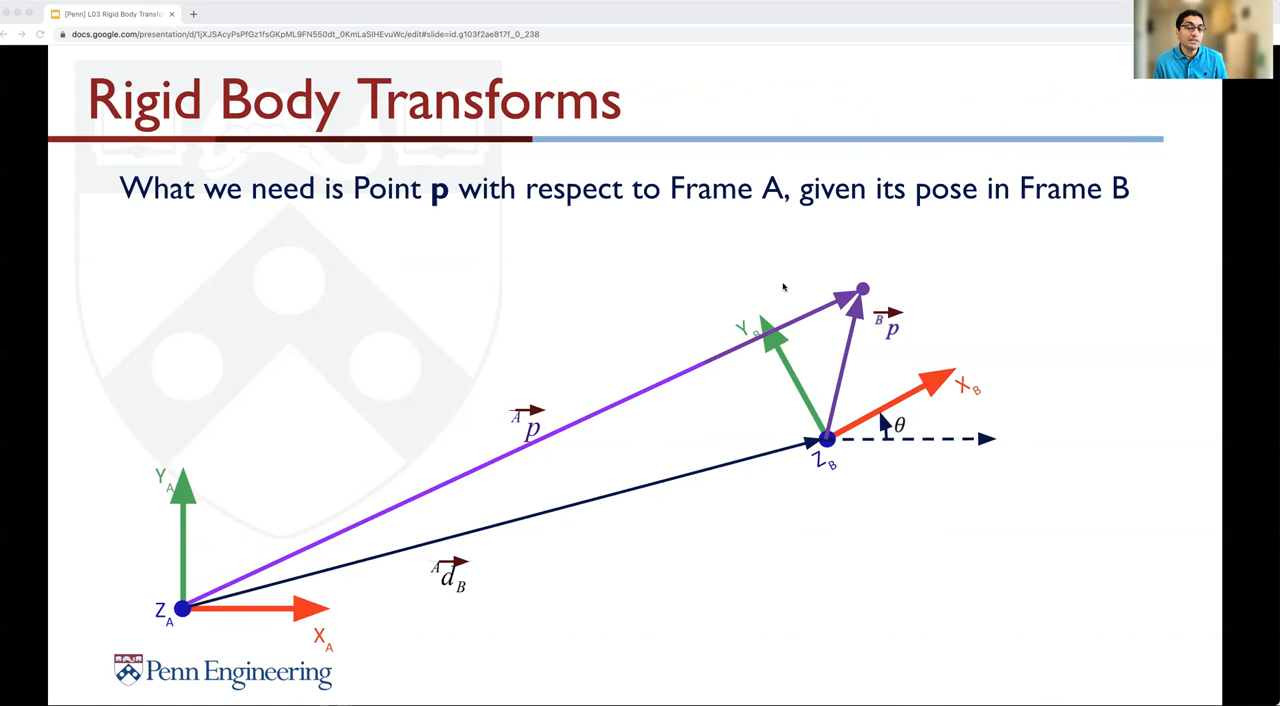 [Penn] L03 Rigid Body Transfo
docs.google.com/presentation/d/1jXJSAcyPsPfGz1fsGKpML9FN550dt_0KmLaSIHEvuWc/edit#slide=id.g103f2ae817f_0_238
Rigid Body Transforms
What we need is Point p with respect to Frame A, given its pose in Frame B
B p
Y B
X B
θ
A p
Z B
Y A
A d B
Z A
X A
Penn Engineering